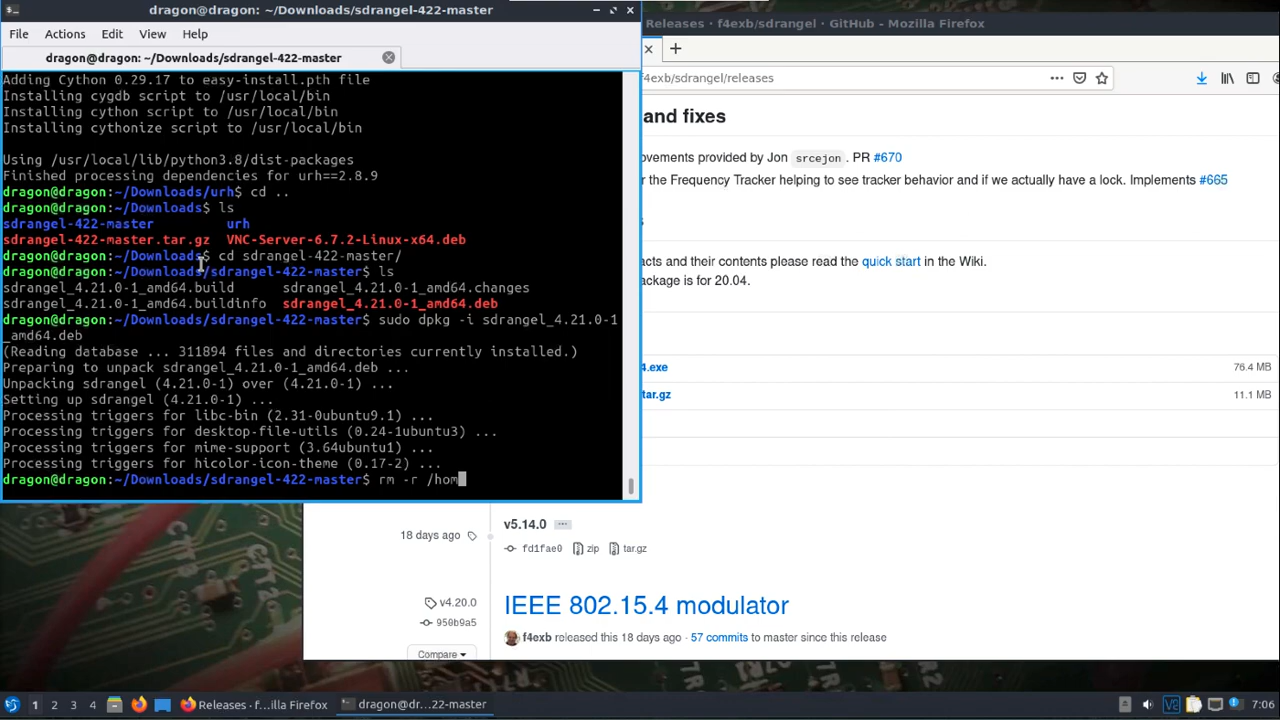 dragon@dragon: ~/Downloads/sdrangel-422-master
File Actions Edit View Help
dragon@dragon: ~/Downloads/sdrangel-422-master
Adding Cython 0.29.17 to easy-install.pth file
Installing cygdb script to /usr/local/bin
Installing cython script to /usr/local/bin
Installing cythonize script to /usr/local/bin
Using /usr/local/lib/python3.8/dist-packages
Finished processing dependencies for urh==2.8.9
dragon@dragon:~/Downloads/urh$ cd ..
dragon@dragon:~/Downloads$ ls
sdrangel-422-master urh
sdrangel-422-master.tar.gz VNC-Server-6.7.2-Linux-x64.deb
dragon@dragon:~/Downloads$ cd sdrangel-422-master/
dragon@dragon:~/Downloads/sdrangel-422-master$ ls
sdrangel_4.21.0-1_amd64.build sdrangel_4.21.0-1_amd64.changes
sdrangel_4.21.0-1_amd64.buildinfo sdrangel_4.21.0-1_amd64.deb
dragon@dragon:~/Downloads/sdrangel-422-master$ sudo dpkg -i sdrangel_4.21.0-1
_amd64.deb
(Reading database ... 311894 files and directories currently installed.)
Preparing to unpack sdrangel_4.21.0-1_amd64.deb ...
Unpacking sdrangel (4.21.0-1) over (4.21.0-1) ...
Setting up sdrangel (4.21.0-1) ...
Processing triggers for libc-bin (2.31-0ubuntu9.1) ...
Processing triggers for desktop-file-utils (0.24-1ubuntu3) ...
Processing triggers for mime-support (3.64ubuntu1) ...
Processing triggers for hicolor-icon-theme (0.17-2) ...
dragon@dragon:~/Downloads/sdrangel-422-master$ rm -r /hom
Releases · f4exb/sdrangel · GitHub - Mozilla Firefox
f4exb/sdrangel/releases
and fixes
ovements provided by Jon srcejon. PR #670
r the Frequency Tracker helping to see tracker behavior and if we actually have a lock. Implements #665
acts and their contents please read the quick start in the Wiki.
ackage is for 20.04.
4.exe 76.4 MB
tar.gz 11.1 MB
18 days ago
v5.14.0 ...
fd1fae0 zip tar.gz
v4.20.0
950b9a5
Compare
IEEE 802.15.4 modulator
f4exb released this 18 days ago · 57 commits to master since this release
1 2 3 4
Releases · f...illa Firefox
dragon@dr...22-master
7:06